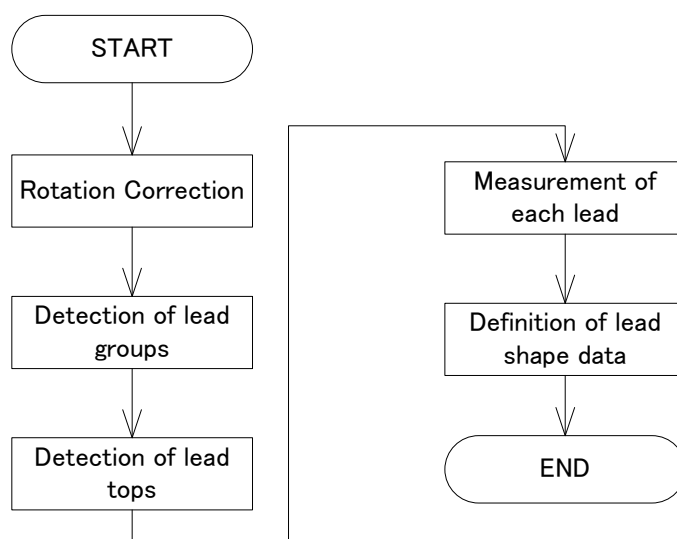 START
Rotation Correction
Detection of lead
groups
Detection of lead
tops
Measurement of
each lead
Definition of lead
shape data
END